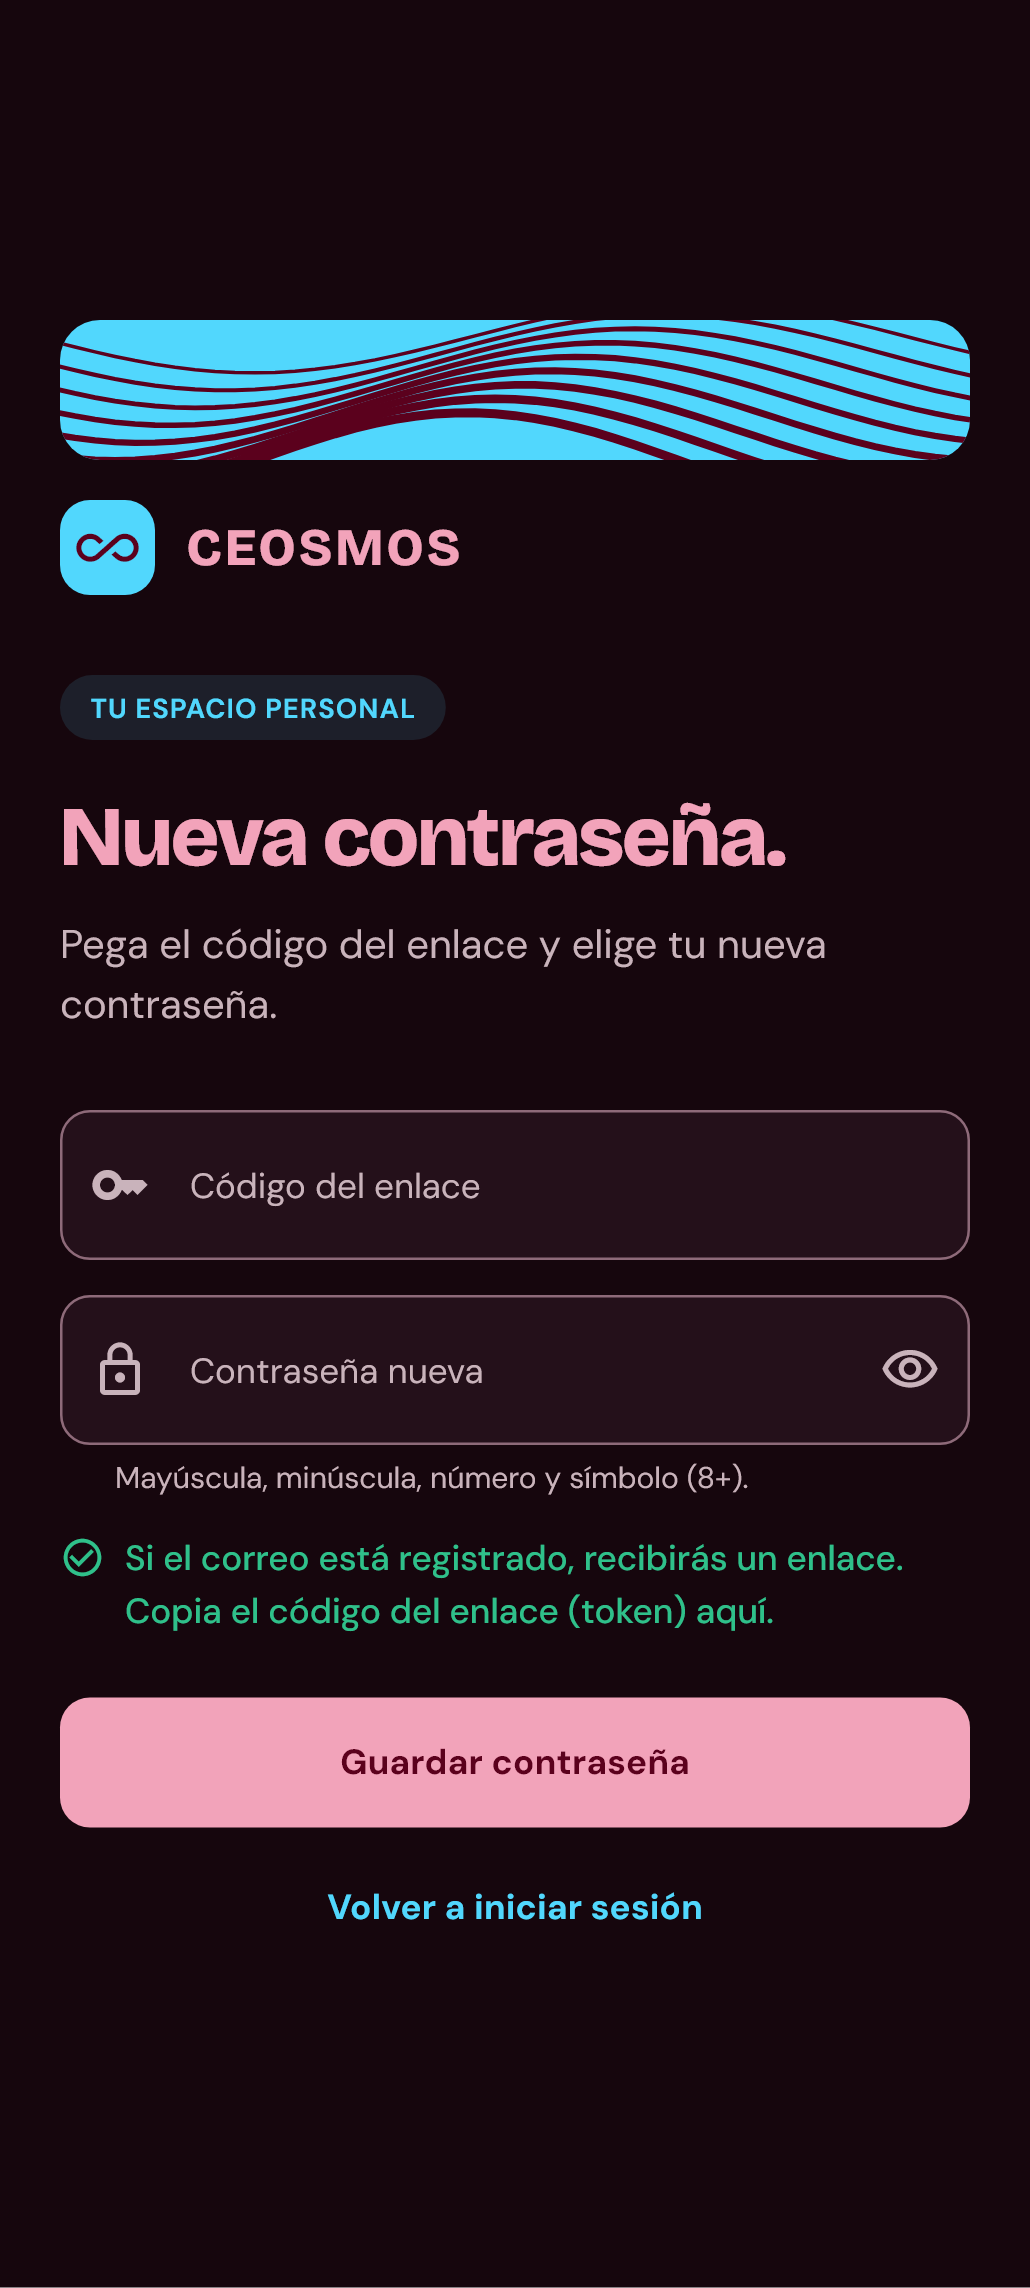 CEOSMOS
TU ESPACIO PERSONAL
Nueva contraseña.
Pega el código del enlace y elige tu nueva
contraseña.
Código del enlace
Contraseña nueva
Mayúscula, minúscula, número y símbolo (8+).
Si el correo está registrado, recibirás un enlace.
Copia el código del enlace (token) aquí.
Guardar contraseña
Volver a iniciar sesión